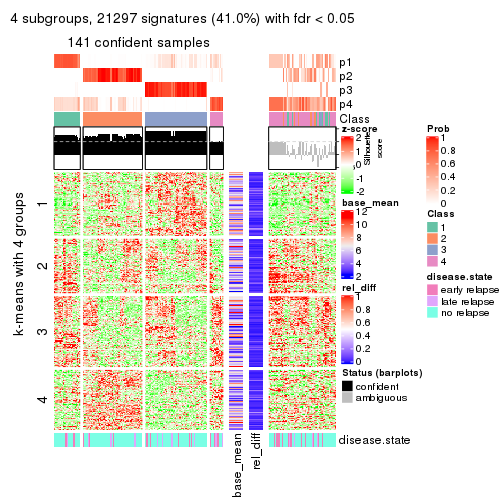 4 subgroups, 21297 signatures (41.0%) with fdr < 0.05
141 confident samples
p1
p2
p3
p4
Class
z-score
2
1
0
-1
-2
Silhouette
score
Prob
1
0.8
0.6
0.4
0.2
0
base_mean
12
10
8
6
4
2
Class
1
2
3
4
rel_diff
1
0.8
0.6
0.4
0.2
0
disease.state
early relapse
late relapse
no relapse
Status (barplots)
confident
ambiguous
k-means with 4 groups
1
2
3
4
disease.state
base_mean
rel_diff